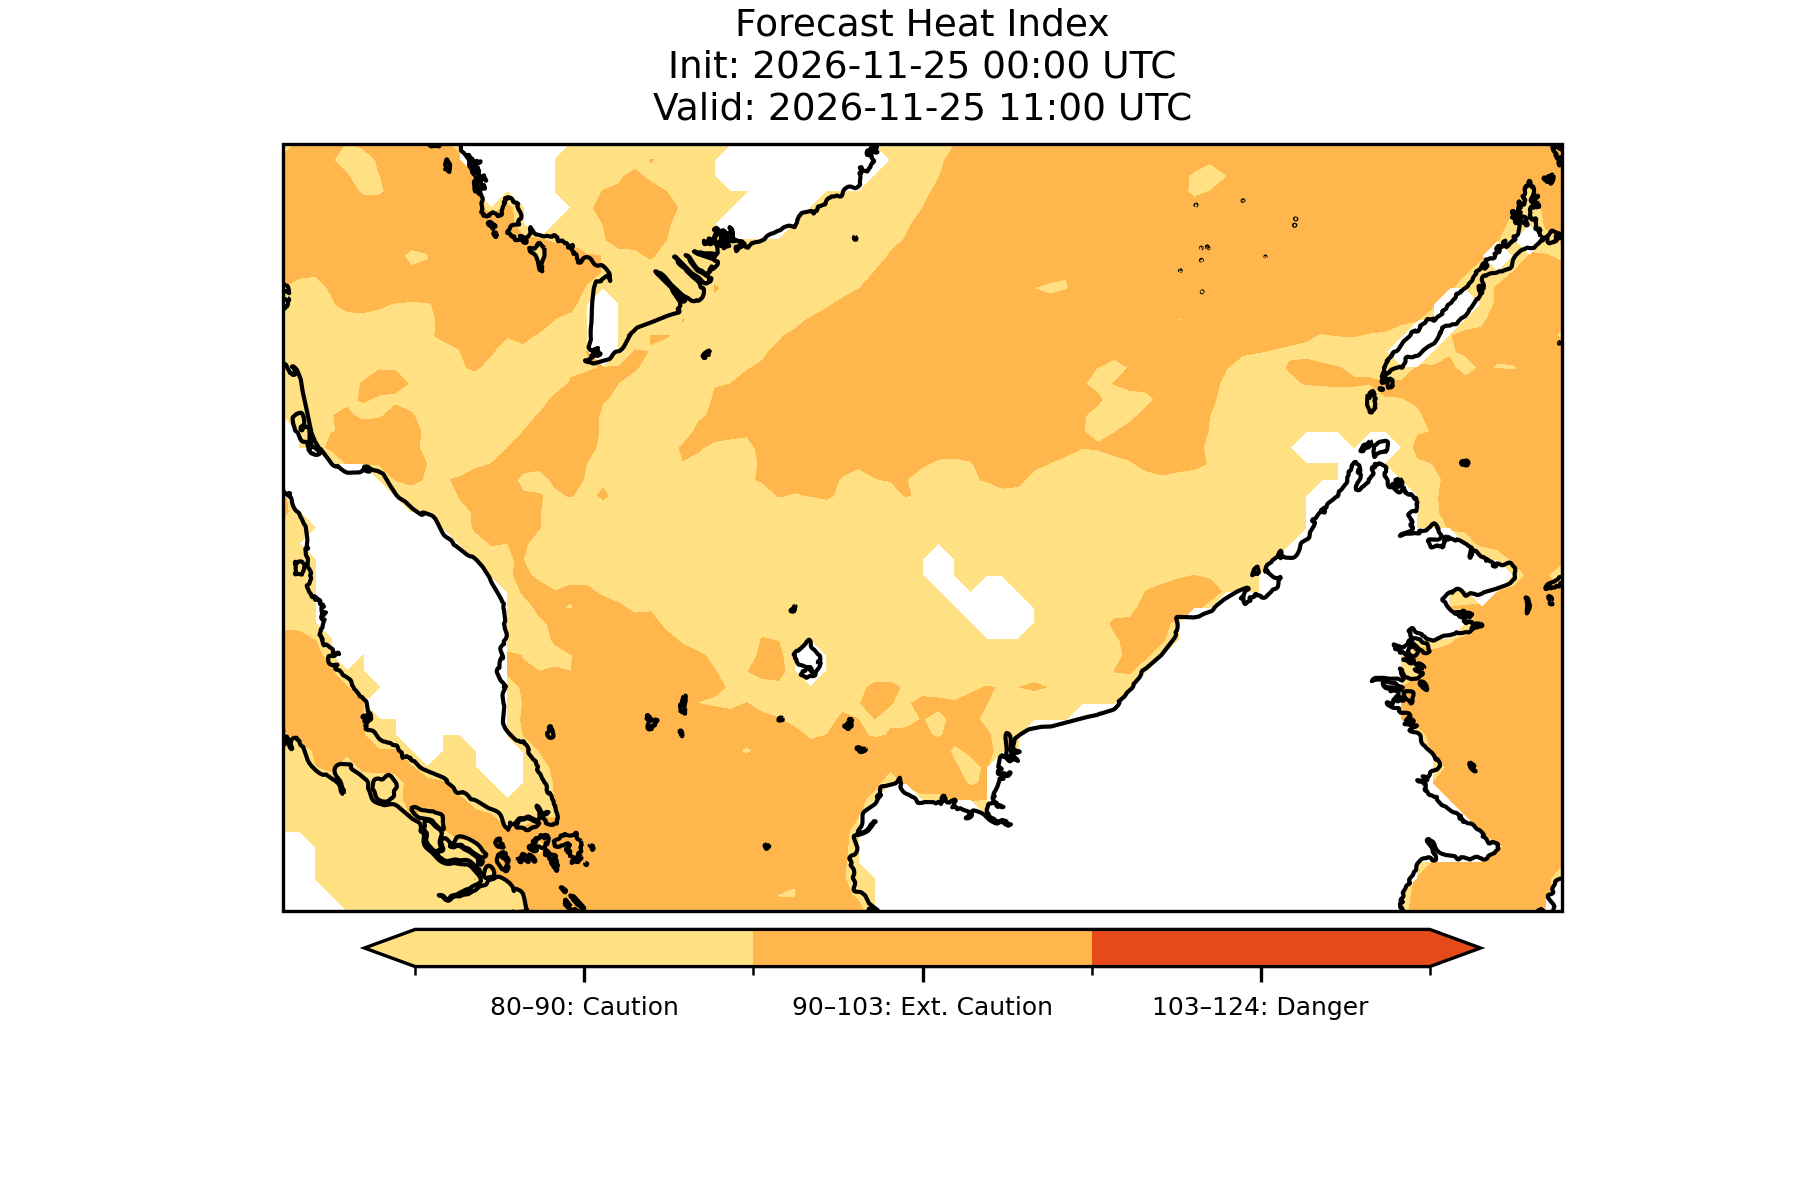 Forecast Heat Index
Init: 2026-11-25 00:00 UTC
Valid: 2026-11-25 11:00 UTC
80–90: Caution
90–103: Ext. Caution
103–124: Danger